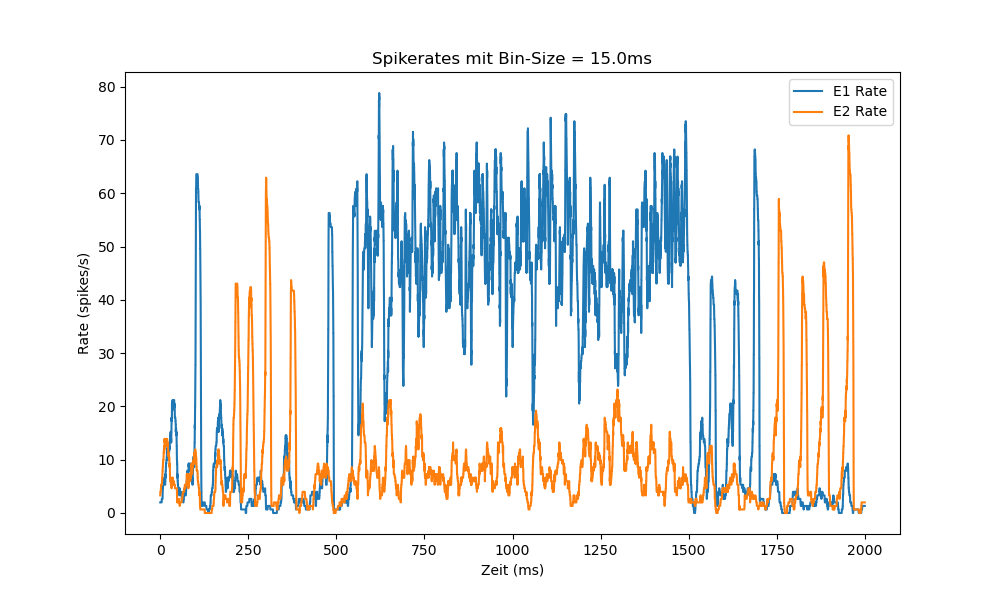 Spikerates mit Bin-Size = 15.0ms
E1 Rate
E2 Rate
80
70
60
50
40
30
20
10
0
Rate (spikes/s)
0 250 500 750 1000 1250 1500 1750 2000
Zeit (ms)